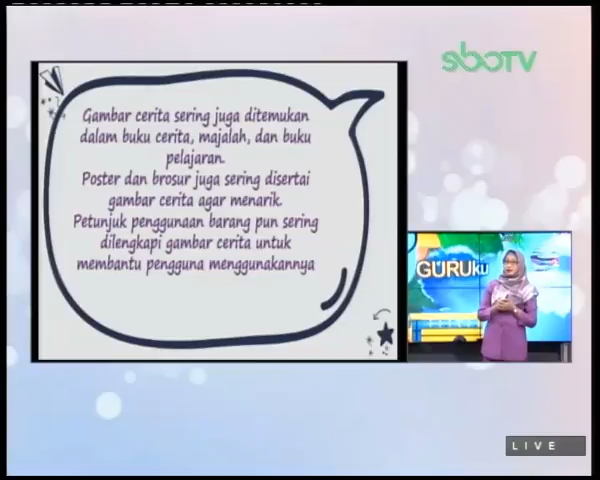 sboTV
Gambar cerita sering juga ditemukan
dalam buku cerita, majalah, dan buku
pelajaran.
Poster dan brosur juga sering disertai
gambar cerita agar menarik.
Petunjuk penggunaan barang pun sering
dilengkapi gambar cerita untuk
membantu pengguna menggunakannya
GURUKU
LIVE